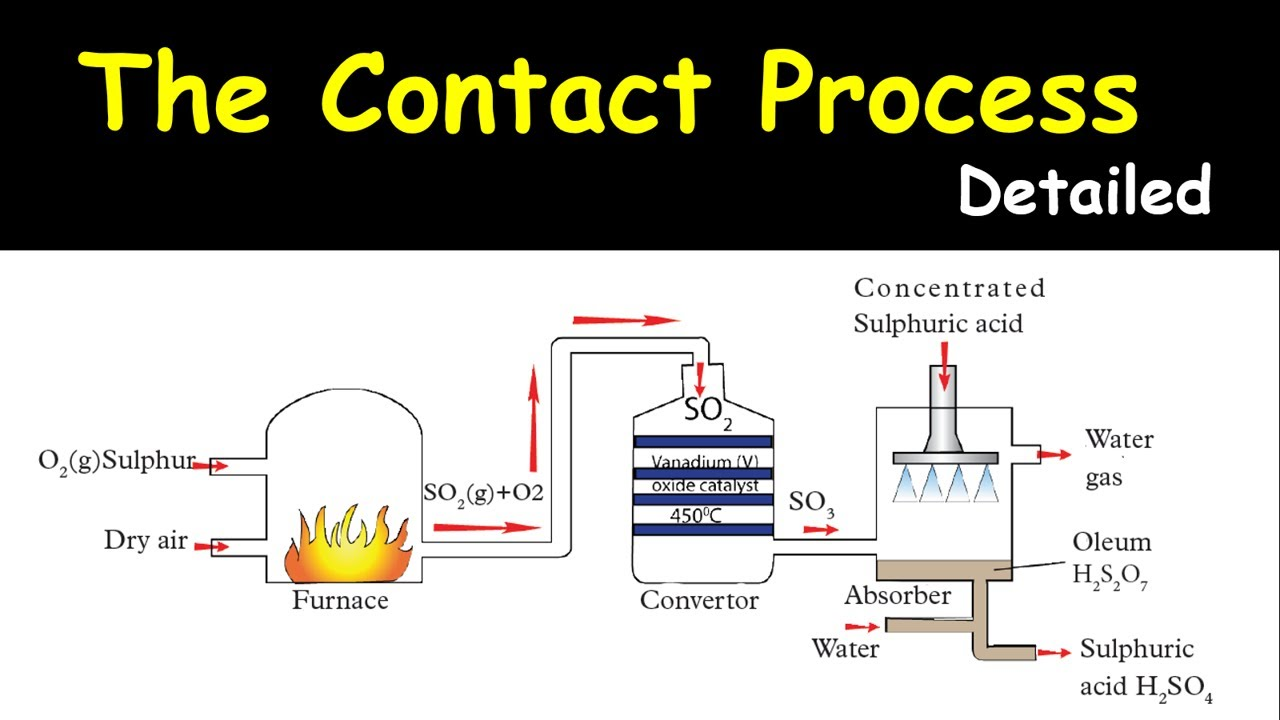 The Contact Process
Detailed
Concentrated
Sulphuric acid
O₂(g)Sulphur
Dry air
SO₂(g)+O2
Furnace
SO₂
Vanadium (V)
oxide catalyst
450⁰C
Convertor
SO₃
Water
gas
Oleum
H₂S₂O₇
Absorber
Water
Sulphuric
acid H₂SO₄